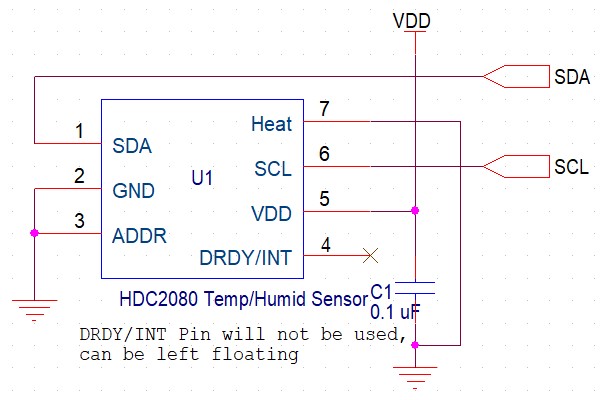 VDD
SDA
7
1
Heat
SDA
6
U1
SCL
SCL
2
GND
5
VDD
3
ADDR
4
DRDY/INT
HDC2080 Temp/Humid Sensor
C1
0.1 uF
DRDY/INT Pin will not be used,
can be left floating